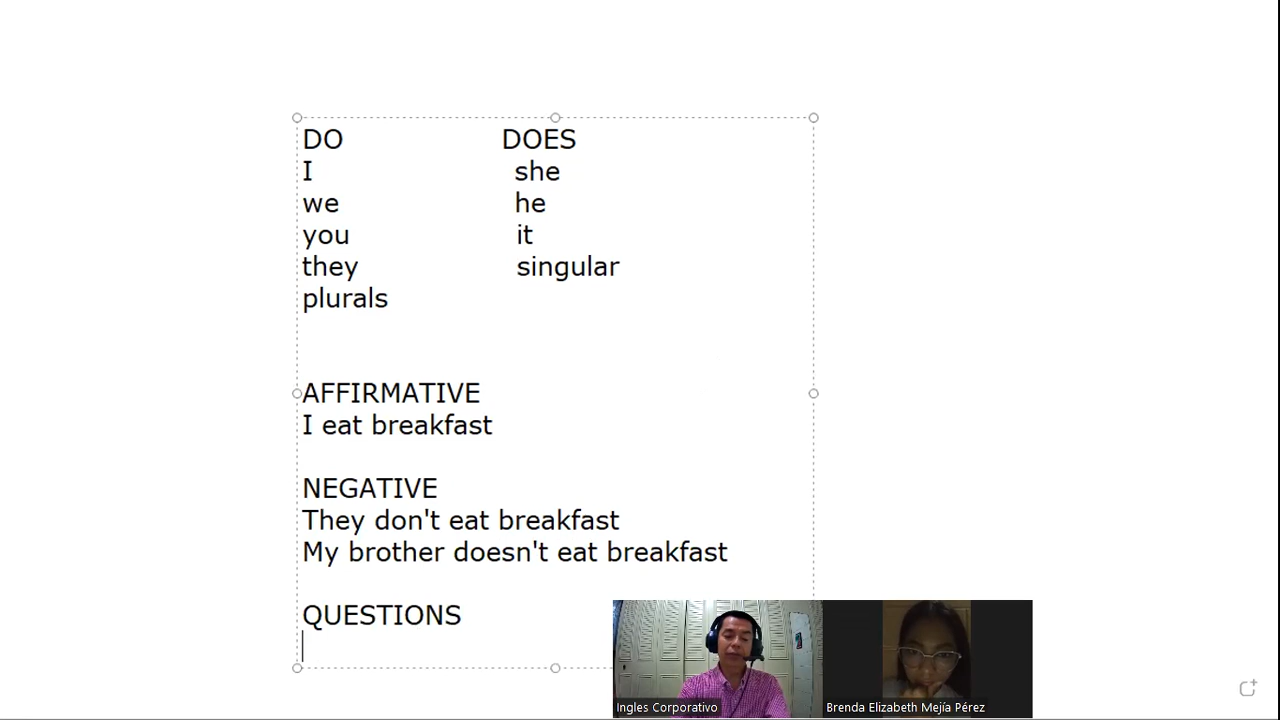 DO DOES
I she
we he
you it
they singular
plurals
AFFIRMATIVE
I eat breakfast
NEGATIVE
They don't eat breakfast
My brother doesn't eat breakfast
QUESTIONS
Ingles Corporativo
Brenda Elizabeth Mejía Pérez